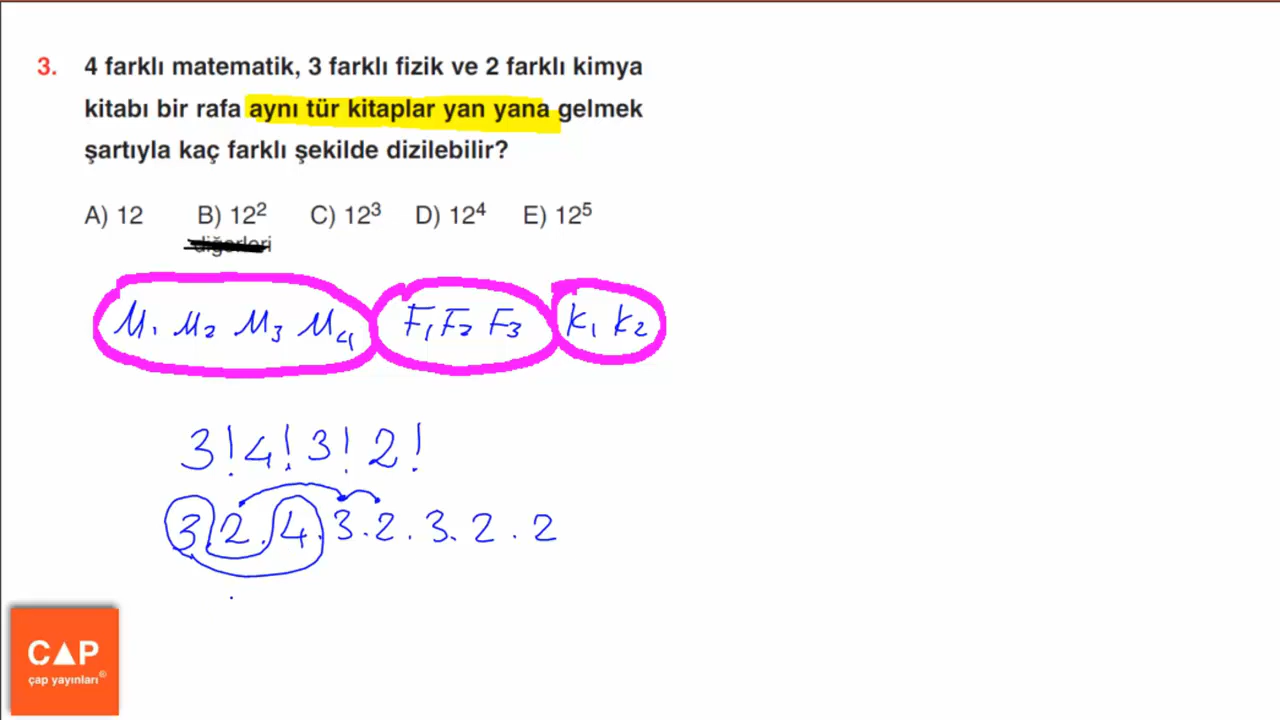 3. 4 farklı matematik, 3 farklı fizik ve 2 farklı kimya
kitabı bir rafa aynı tür kitaplar yan yana gelmek
şartıyla kaç farklı şekilde dizilebilir?
A) 12 B) 12² C) 12³ D) 12⁴ E) 12⁵
diğerleri
M₁ M₂ M₃ M₄ F₁ F₂ F₃ K₁ K₂
3! 4! 3! 2!
3.2.4.3.2.3.2.2
ÇAP
çap yayınları®